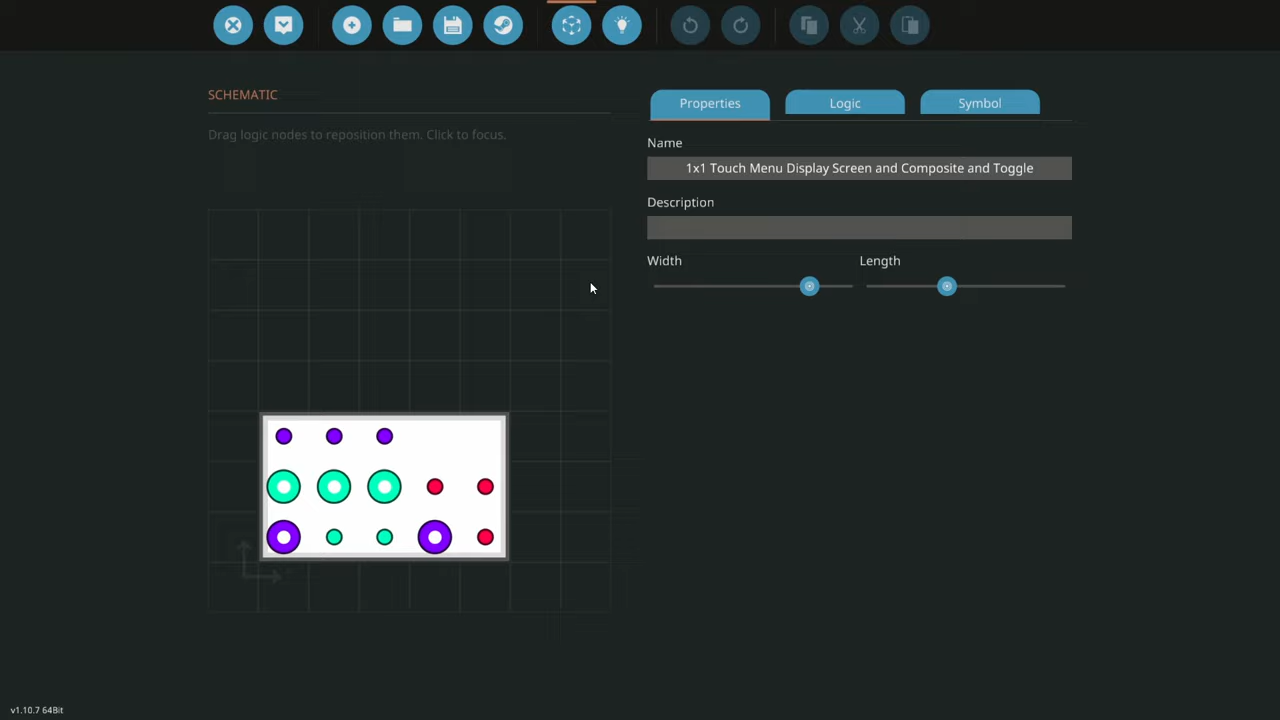 SCHEMATIC
Drag logic nodes to reposition them. Click to focus.
Properties
Logic
Symbol
Name
1x1 Touch Menu Display Screen and Composite and Toggle
Description
Width
Length
v1.10.7 64Bit